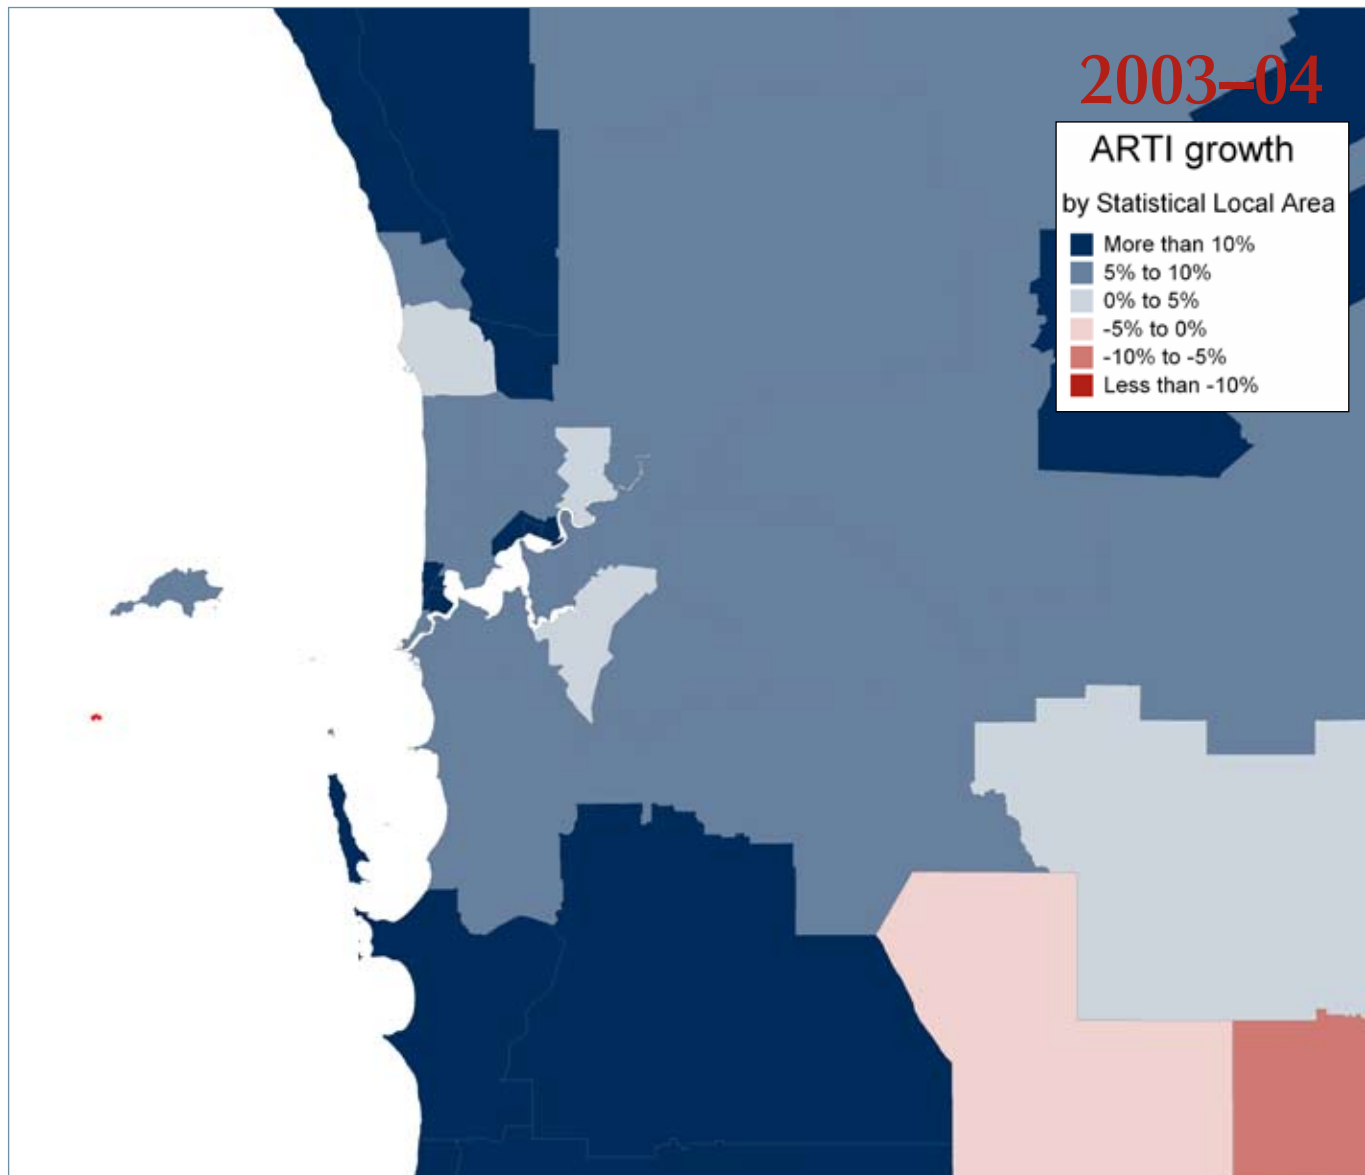 2003–04
ARTI growth
by Statistical Local Area
More than 10%
5% to 10%
0% to 5%
-5% to 0%
-10% to -5%
Less than -10%